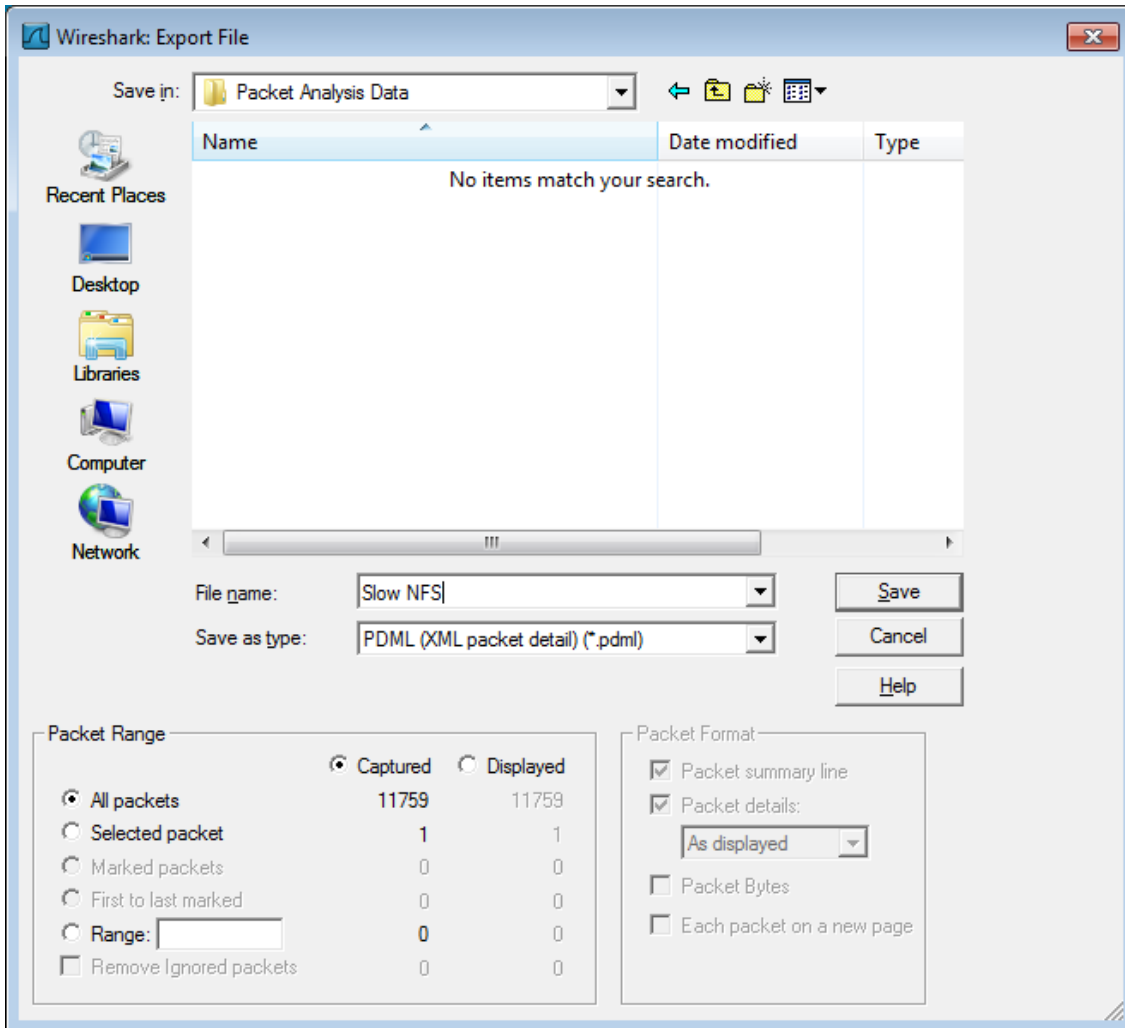 Wireshark: Export File
Save in: Packet Analysis Data
Name Date modified Type
No items match your search.
Recent Places
Desktop
Libraries
Computer
Network
File name: Slow NFS Save
Save as type: PDML (XML packet detail) (*.pdml) Cancel
Help
Packet Range
Captured Displayed
All packets 11759 11759
Selected packet 1 1
Marked packets 0 0
First to last marked 0 0
Range: 0 0
Remove Ignored packets 0 0
Packet Format
Packet summary line
Packet details:
As displayed
Packet Bytes
Each packet on a new page